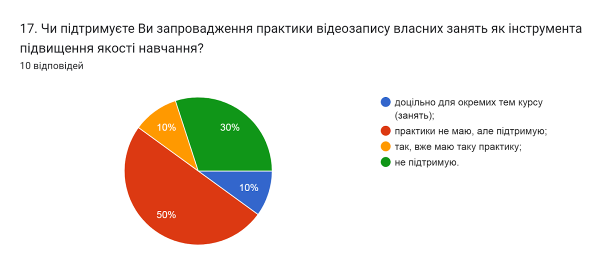 17. Чи підтримуєте Ви запровадження практики відеозапису власних занять як інструмента
підвищення якості навчання?
10 відповідей
доцільно для окремих тем курсу
(занять);
практики не маю, але підтримую;
так, вже маю таку практику;
не підтримую.
10%
30%
10%
50%